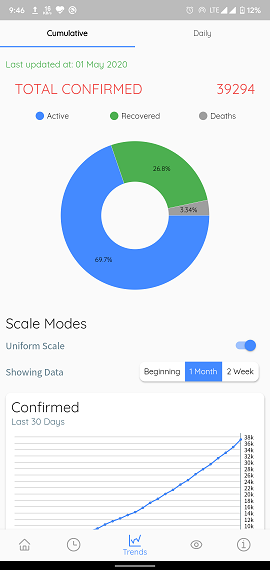 9:46 LTE 12%
Cumulative Daily
Last updated at: 01 May 2020
TOTAL CONFIRMED 39294
Active Recovered Deaths
26.8%
3.34%
69.7%
Scale Modes
Uniform Scale
Showing Data Beginning 1 Month 2 Week
Confirmed
Last 30 Days
38k
36k
34k
32k
30k
28k
26k
24k
22k
20k
18k
16k
14k
12k
10k
Trends